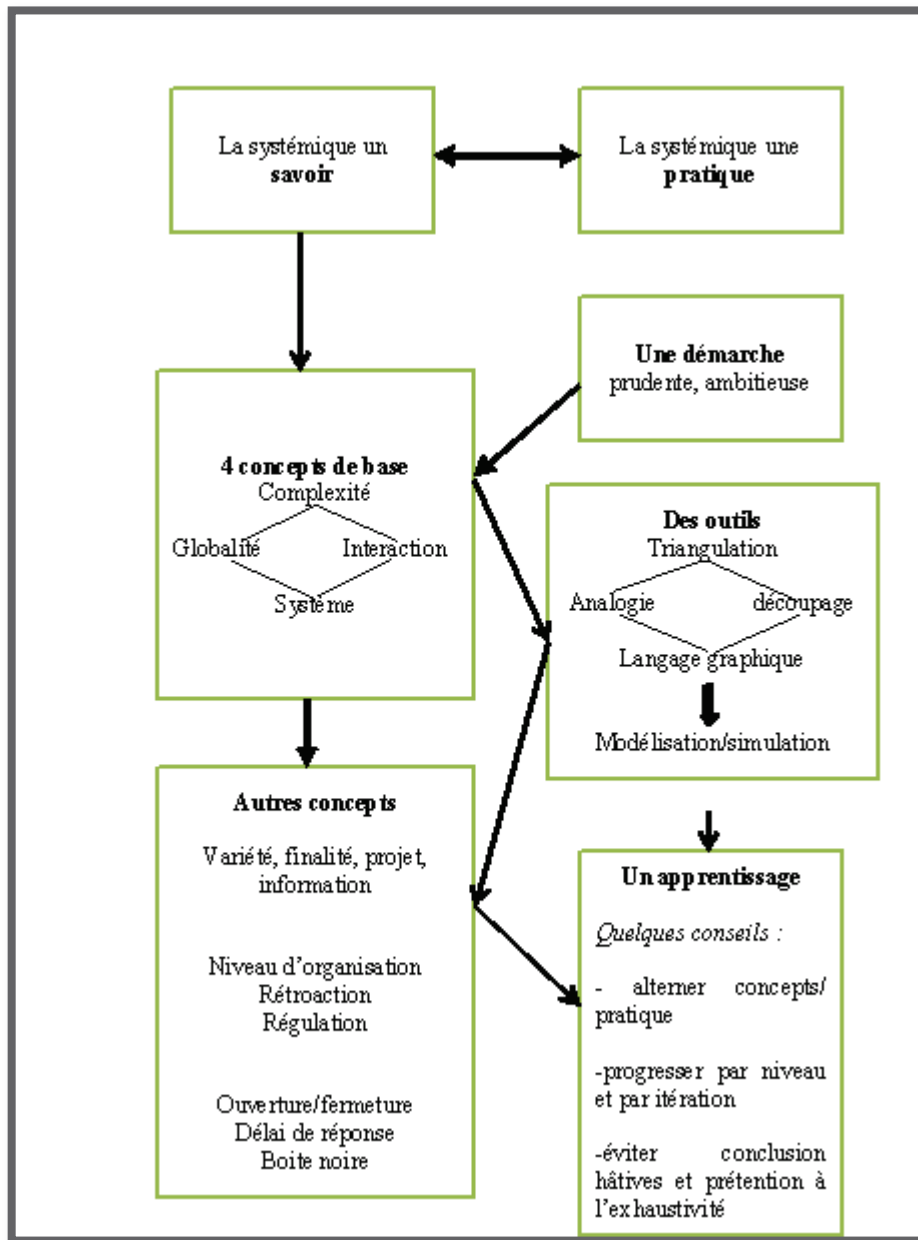 La systémique un
savoir
La systémique une
pratique
Une démarche
prudente, ambitieuse
4 concepts de base
Complexité
Globalité Interaction
Système
Des outils
Triangulation
Analogie découpage
Langage graphique
Modélisation/simulation
Autres concepts
Variété, finalité, projet,
information
Niveau d'organisation
Rétroaction
Régulation
Ouverture/fermeture
Délai de réponse
Boite noire
Un apprentissage
Quelques conseils :
- alterner concepts/
pratique
-progresser par niveau
et par itération
-éviter conclusion
hâtives et prétention à
l'exhaustivité